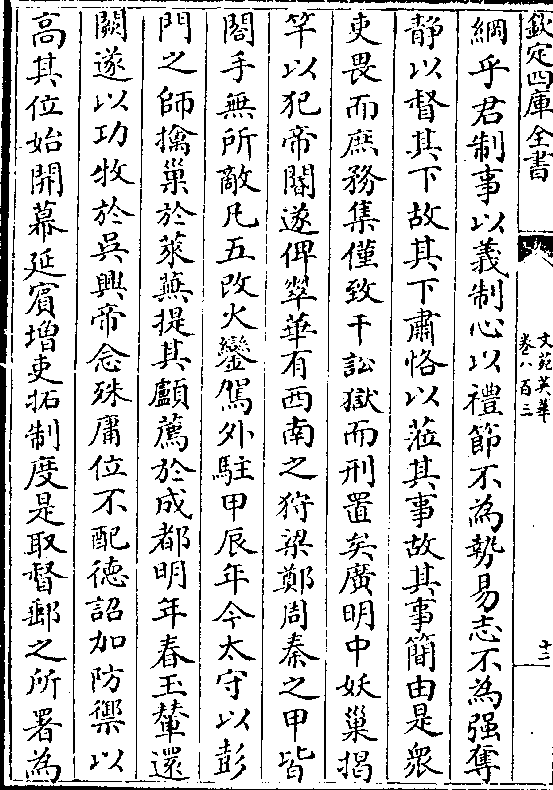 欽定四庫全書
文苑英華
卷八百三
十二
綱乎君制事以義制心以禮節不為勢易志不為强奪
静以督其下故其下肅恪以蒞其事故其事簡由是衆
吏畏而庶務集僅致干訟獄而刑置矣廣明中妖巢揭
竿以犯帝閽遂俾翠華有西南之狩梁鄭周秦之甲皆
閣手無所敵凡五改火鑾駕外駐甲辰年今太守以彭
門之師擒巢於萊蕪提其顱薦於成都明年春王輦還
闕遂以功牧於吳興帝念殊庸位不配徳詔加防禦以
高其位始開幕延賓增吏拓制度是取督郵之所署為